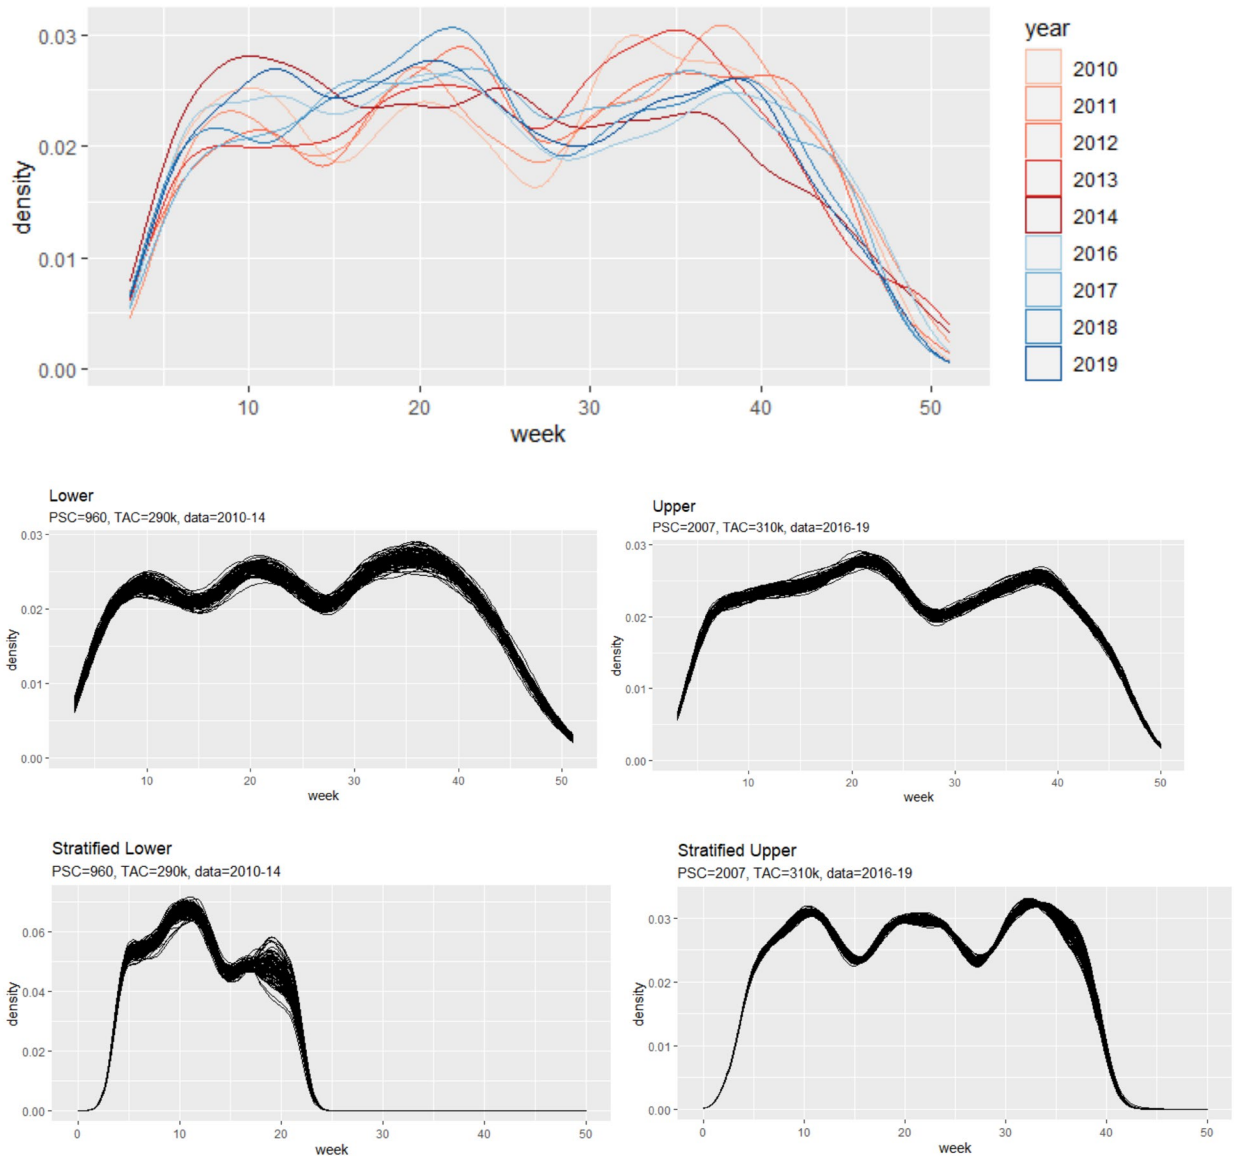 year
0.03
2010
2011
0.02
2012
2013
density
2014
0.01
2016
2017
2018
0.00
2019
10 20 30 40 50
week
Lower
PSC=960, TAC=290k, data=2010-14
0.03
0.02
density
0.01
0.00
10 20 30 40 50
week
Upper
PSC=2007, TAC=310k, data=2016-19
0.03
0.02
density
0.01
0.00
10 20 30 40 50
week
Stratified Lower
PSC=960, TAC=290k, data=2010-14
0.06
0.04
density
0.02
0.00
0 10 20 30 40 50
week
Stratified Upper
PSC=2007, TAC=310k, data=2016-19
0.03
0.02
density
0.01
0.00
0 10 20 30 40 50
week